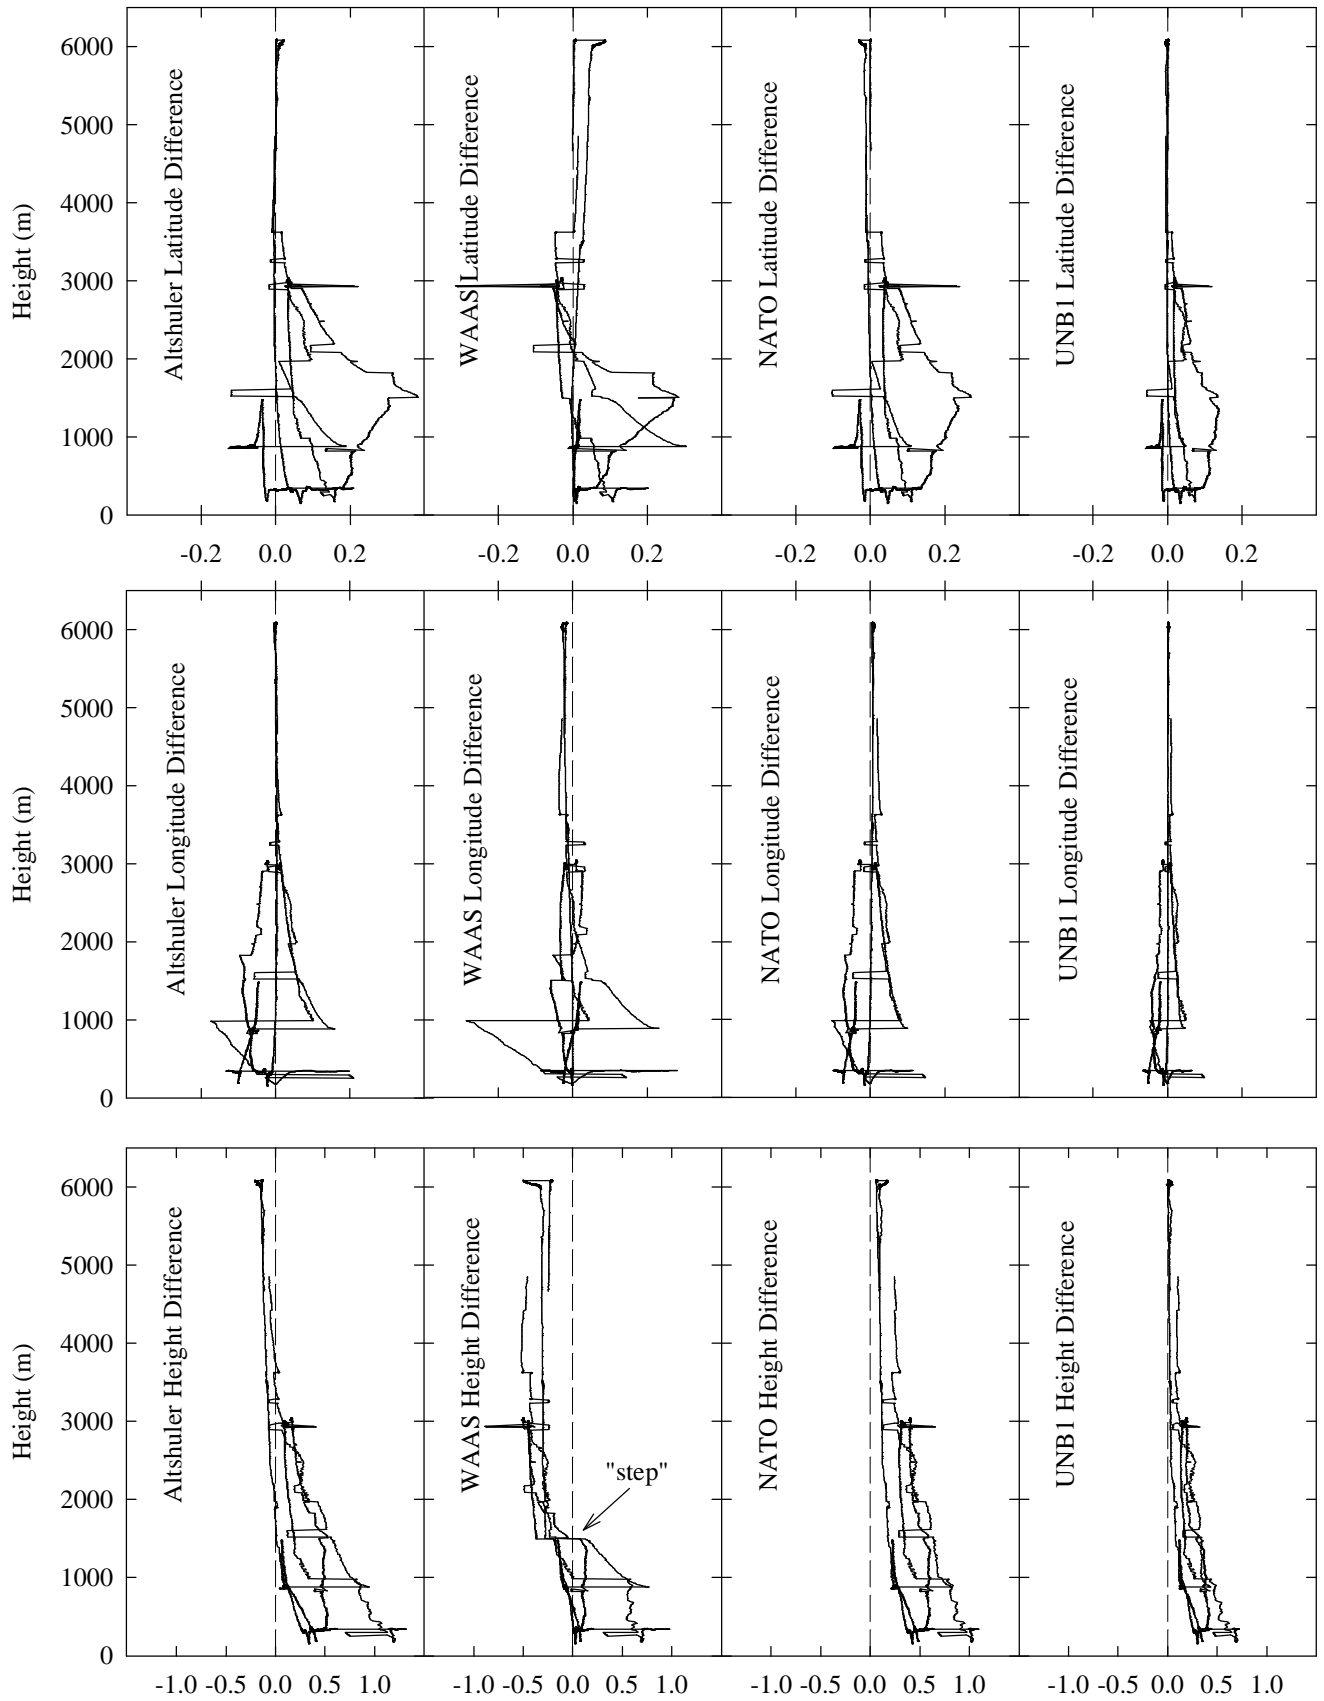 6000
5000
4000
3000
2000
1000
0
Height (m)
Altshuler Latitude Difference
WAAS Latitude Difference
NATO Latitude Difference
UNB1 Latitude Difference
-0.2 0.0 0.2 -0.2 0.0 0.2 -0.2 0.0 0.2 -0.2 0.0 0.2
6000
5000
4000
3000
2000
1000
0
Height (m)
Altshuler Longitude Difference
WAAS Longitude Difference
NATO Longitude Difference
UNB1 Longitude Difference
6000
5000
4000
3000
2000
1000
0
Height (m)
Altshuler Height Difference
WAAS Height Difference
"step"
NATO Height Difference
UNB1 Height Difference
-1.0 -0.5 0.0 0.5 1.0 -1.0 -0.5 0.0 0.5 1.0 -1.0 -0.5 0.0 0.5 1.0 -1.0 -0.5 0.0 0.5 1.0